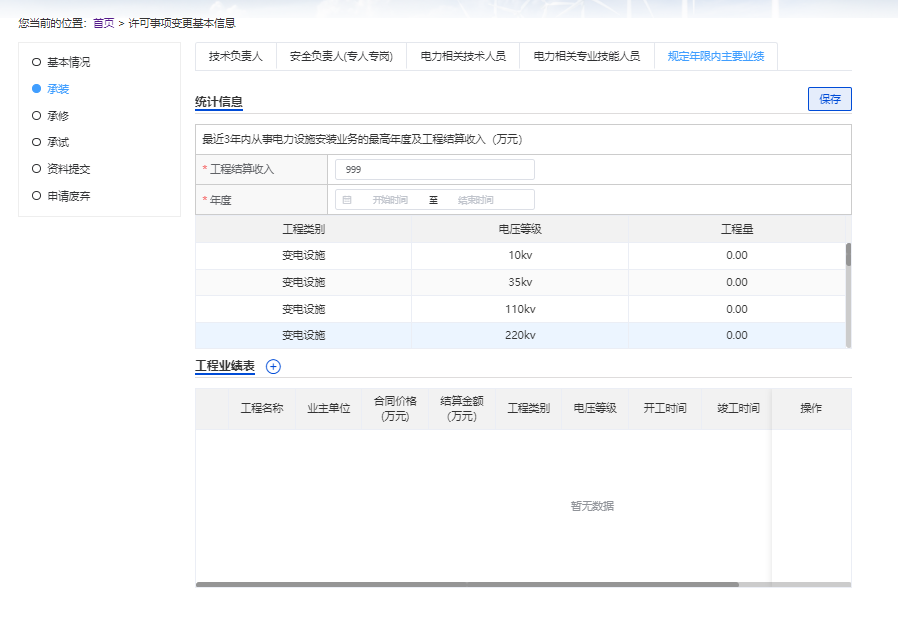 您当前的位置: 首页 > 许可事项变更基本信息
基本情况
承装
承修
承试
资料提交
申请废弃
技术负责人 安全负责人(专人专岗) 电力相关技术人员 电力相关专业技能人员 规定年限内主要业绩
统计信息 保存
最近3年内从事电力设施安装业务的最高年度及工程结算收入（万元）
* 工程结算收入 999
* 年度 开始时间 至 结束时间
工程类别 电压等级 工程量
变电设施 10kv 0.00
变电设施 35kv 0.00
变电设施 110kv 0.00
变电设施 220kv 0.00
工程业绩表
工程名称 业主单位 合同价格(万元) 结算金额(万元) 工程类别 电压等级 开工时间 竣工时间 操作
暂无数据